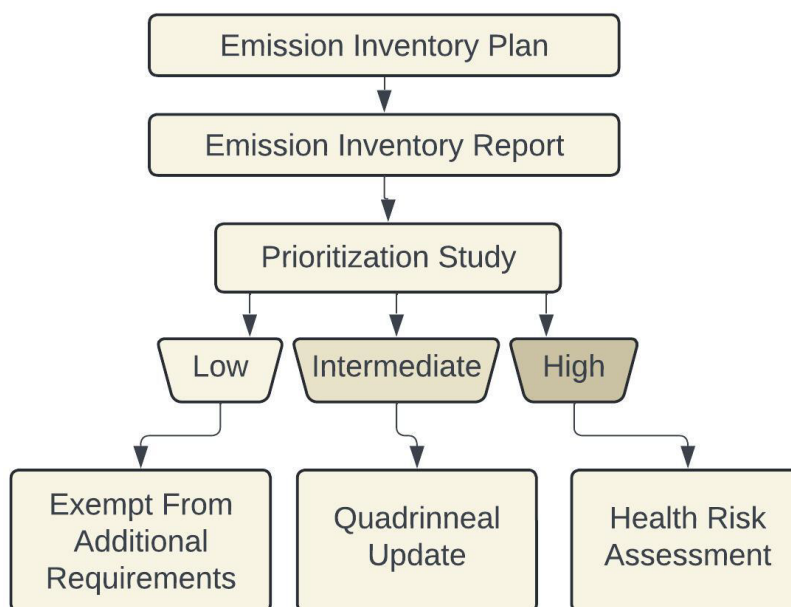 Emission Inventory Plan
Emission Inventory Report
Prioritization Study
Low
Intermediate
High
Exempt From
Additional
Requirements
Quadrinneal
Update
Health Risk
Assessment